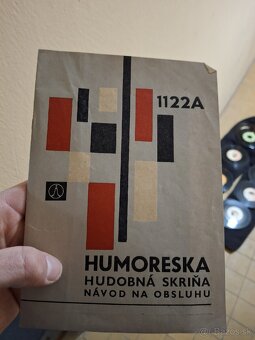 1122A
HUMORESKA
HUDOBNÁ SKRIŇA
NÁVOD NA OBSLUHU